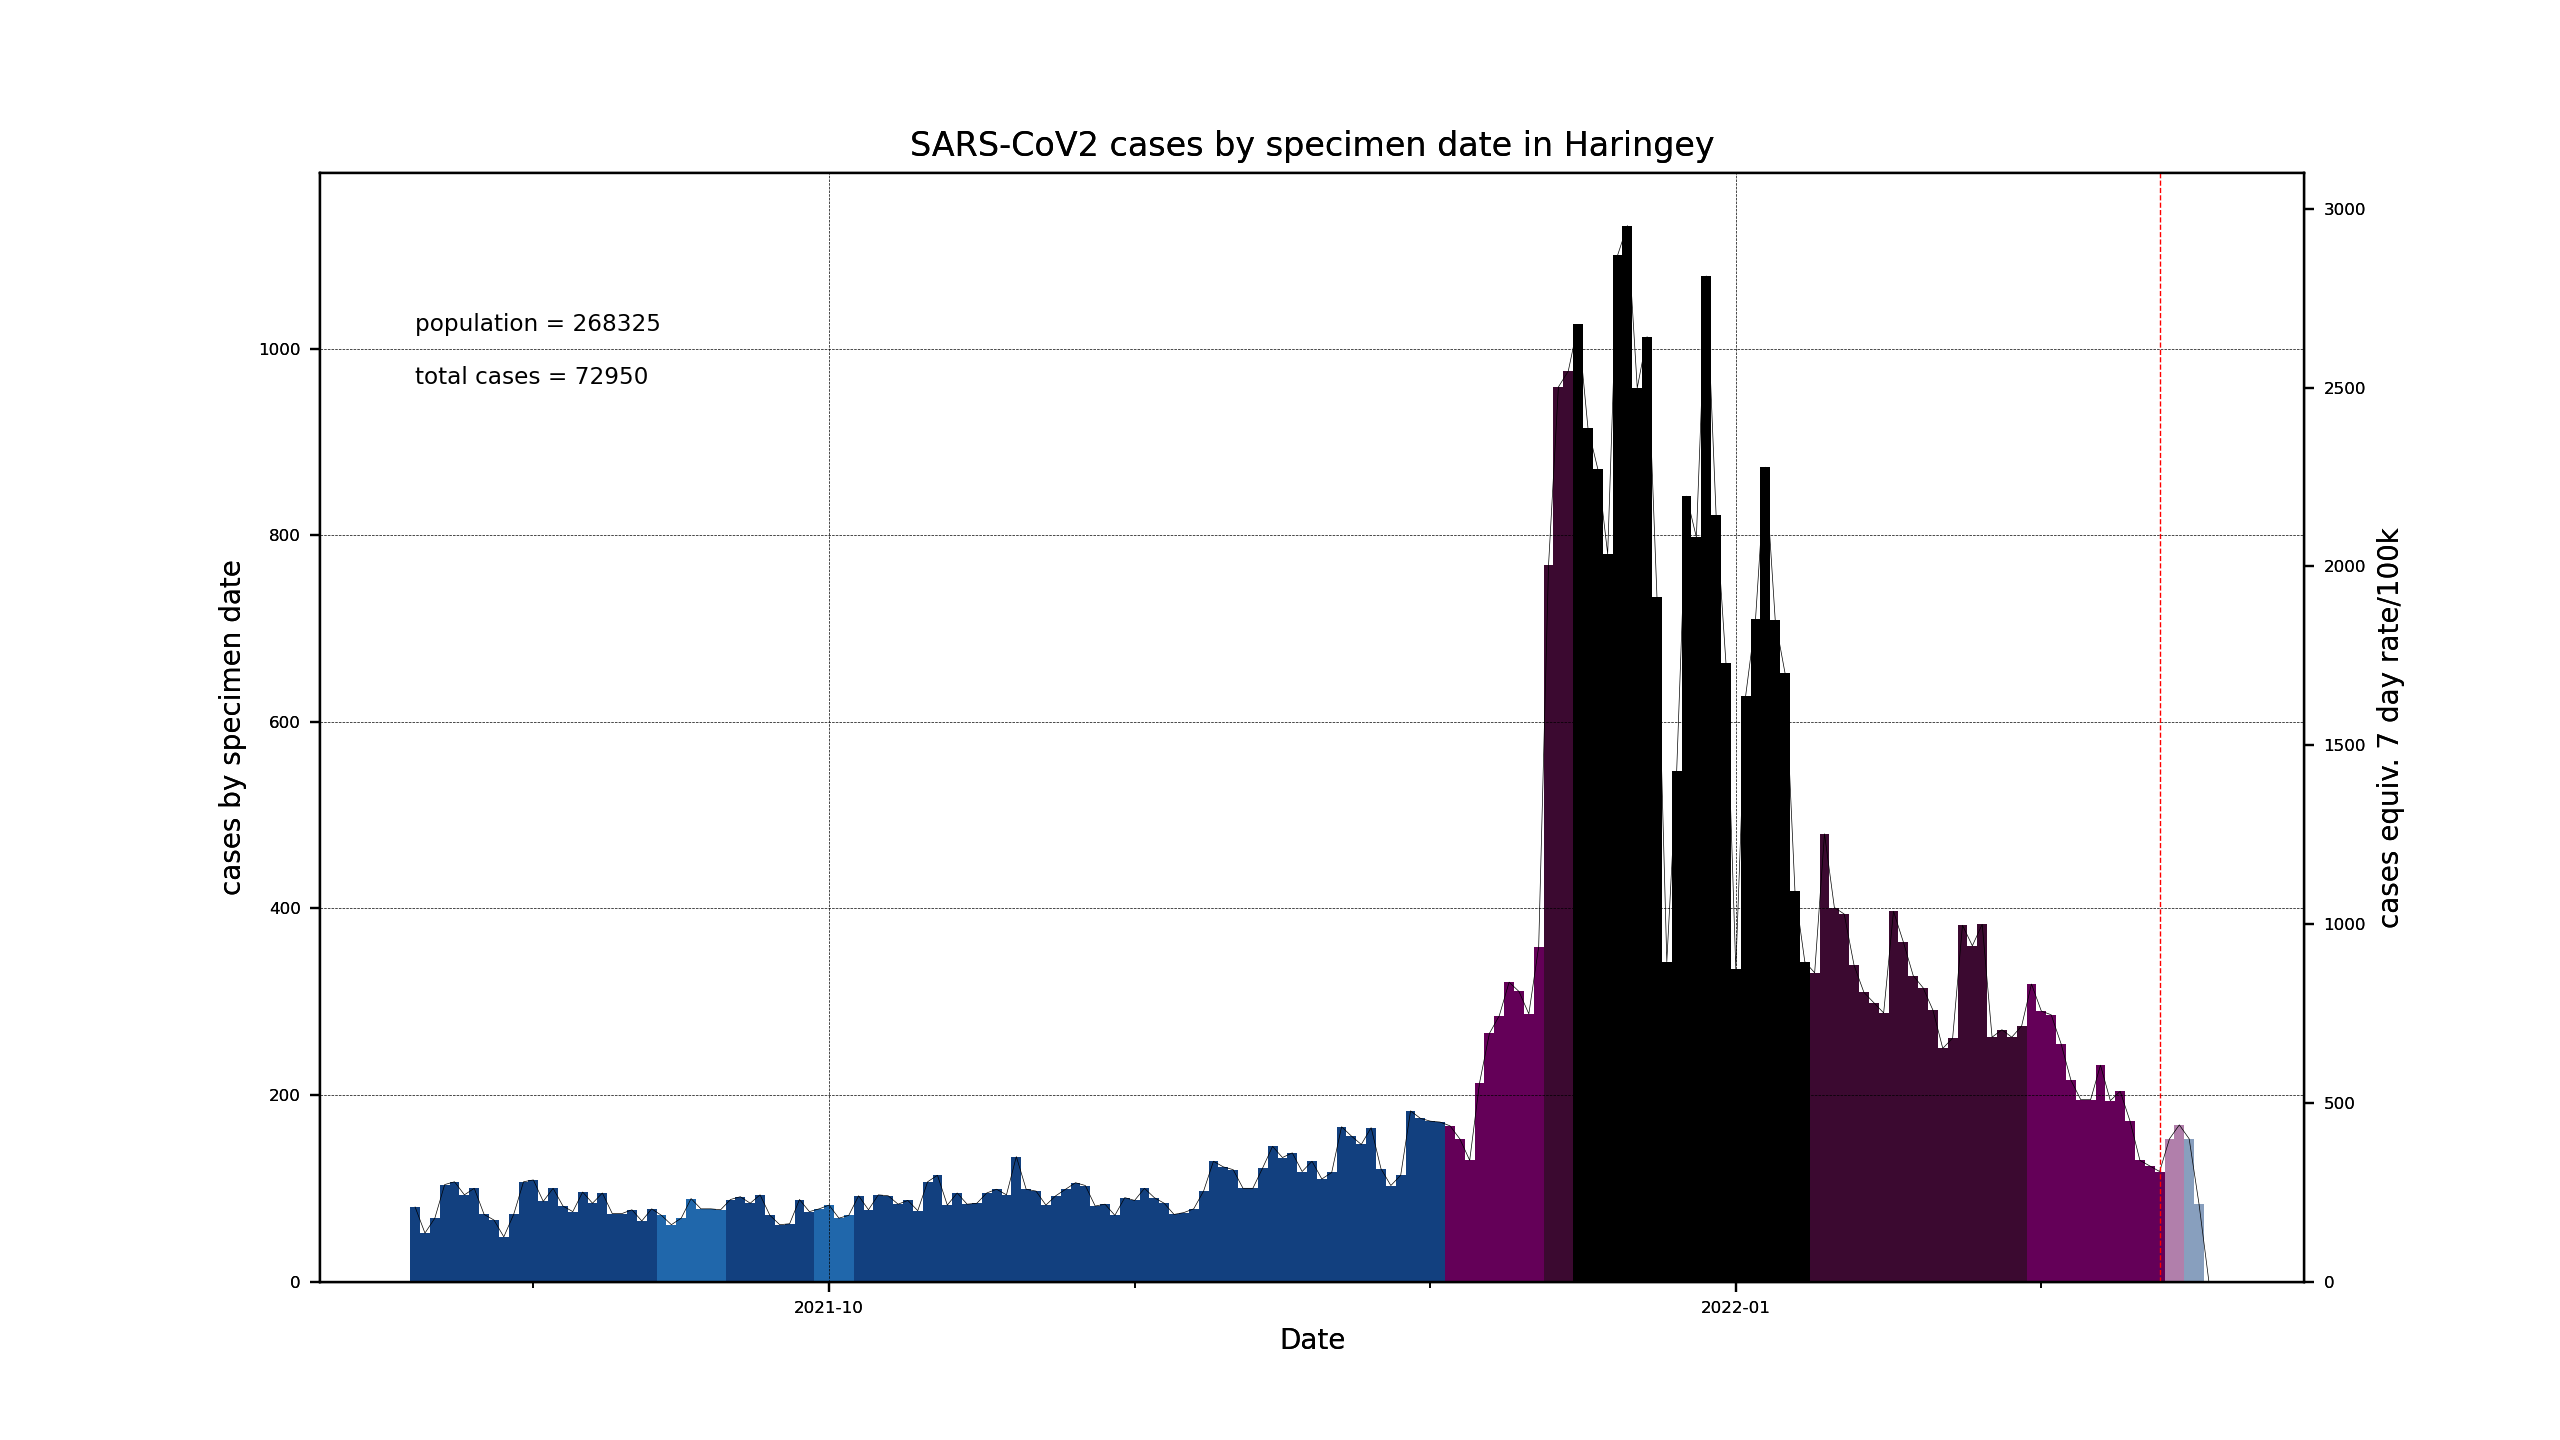 SARS-CoV2 cases by specimen date in Haringey
population = 268325
total cases = 72950
cases by specimen date
1000
800
600
400
200
0
3000
2500
2000
1500
1000
500
0
cases equiv. 7 day rate/100k
2021-10
2022-01
Date